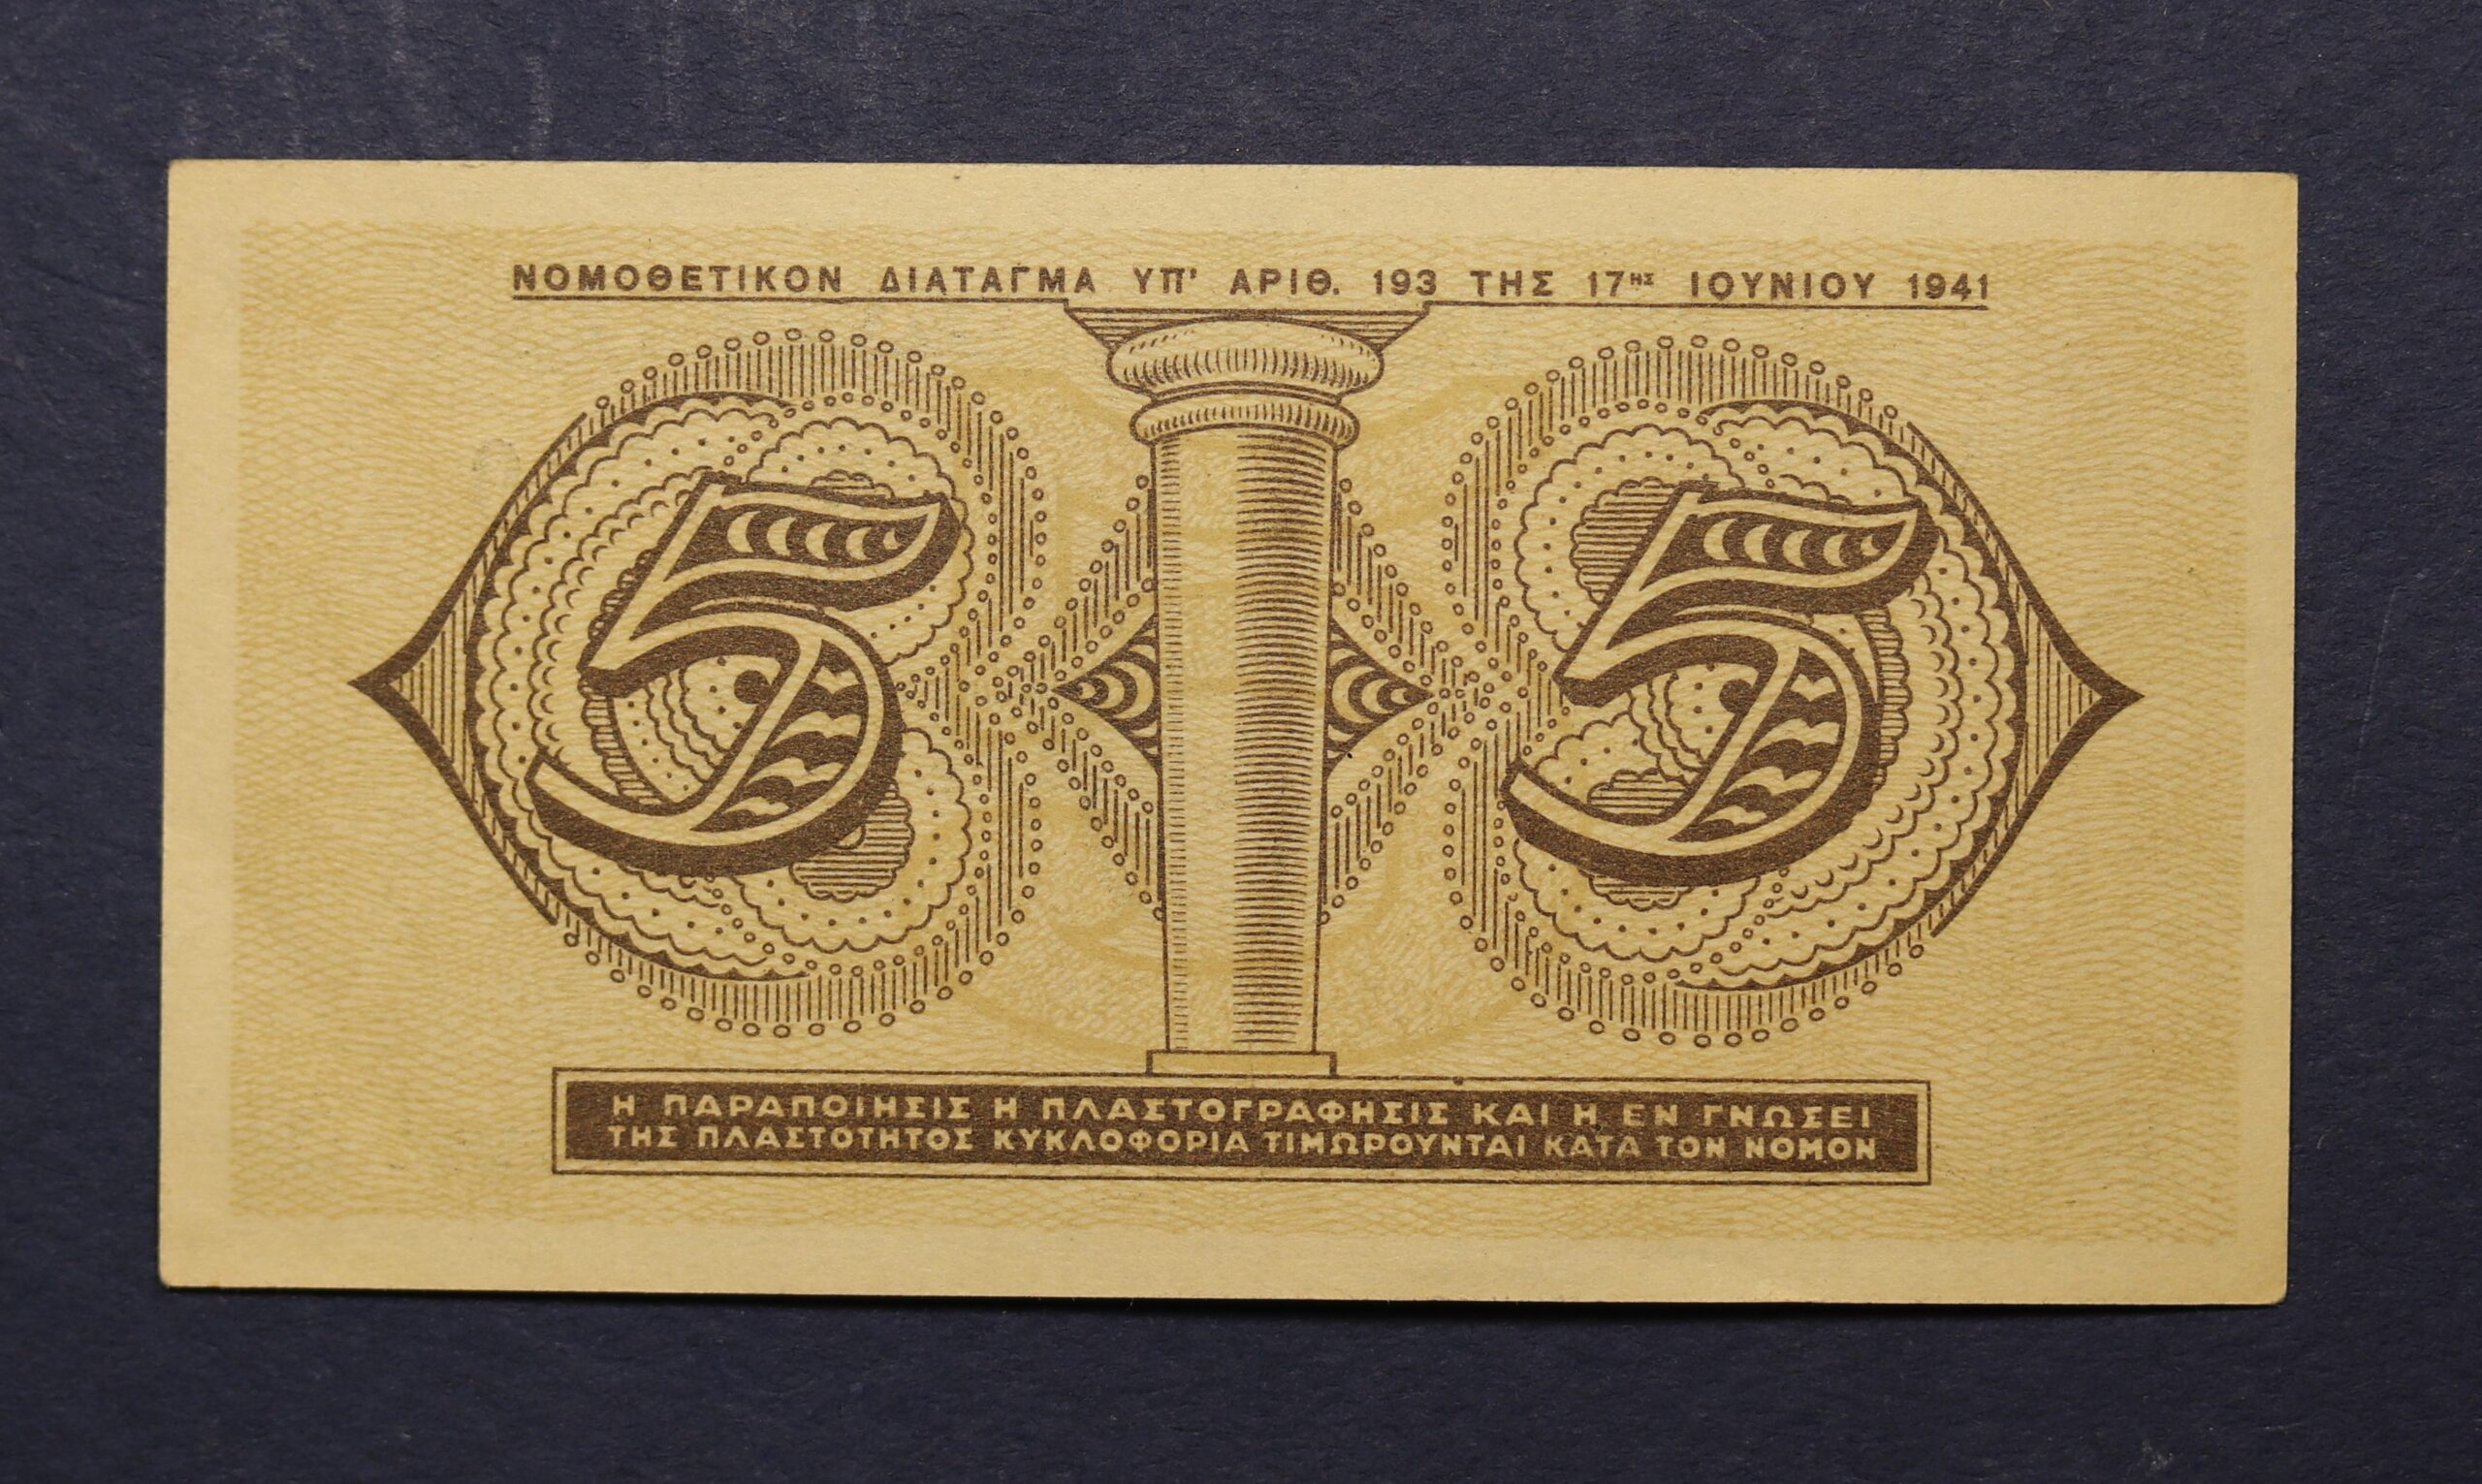 ΝΟΜΟΘΕΤΙΚΟΝ ΔΙΑΤΑΓΜΑ ΥΠ' ΑΡΙΘ. 193 ΤΗΣ 17ΗΣ ΙΟΥΝΙΟΥ 1941
5 5
Η ΠΑΡΑΠΟΙΗΣΙΣ Η ΠΛΑΣΤΟΓΡΑΦΗΣΙΣ ΚΑΙ Η ΕΝ ΓΝΩΣΕΙ
ΤΗΣ ΠΛΑΣΤΟΤΗΤΟΣ ΚΥΚΛΟΦΟΡΙΑ ΤΙΜΩΡΟΥΝΤΑΙ ΚΑΤΑ ΤΟΝ ΝΟΜΟΝ